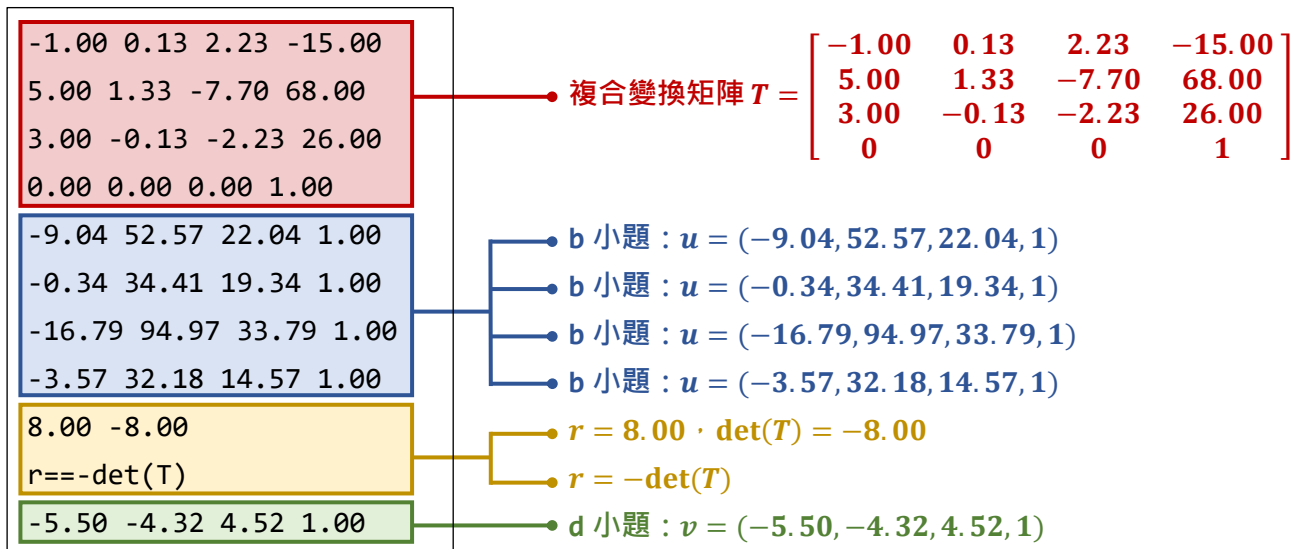 -1.00 0.13 2.23 -15.00
5.00 1.33 -7.70 68.00
3.00 -0.13 -2.23 26.00
0.00 0.00 0.00 1.00
複合變換矩陣 T =
−1.00 0.13 2.23 −15.00
5.00 1.33 −7.70 68.00
3.00 −0.13 −2.23 26.00
0 0 0 1
-9.04 52.57 22.04 1.00
-0.34 34.41 19.34 1.00
-16.79 94.97 33.79 1.00
-3.57 32.18 14.57 1.00
b 小題：u = (−9.04, 52.57, 22.04, 1)
b 小題：u = (−0.34, 34.41, 19.34, 1)
b 小題：u = (−16.79, 94.97, 33.79, 1)
b 小題：u = (−3.57, 32.18, 14.57, 1)
8.00 -8.00
r==-det(T)
r = 8.00，det(T) = −8.00
r = −det(T)
-5.50 -4.32 4.52 1.00
d 小題：v = (−5.50, −4.32, 4.52, 1)